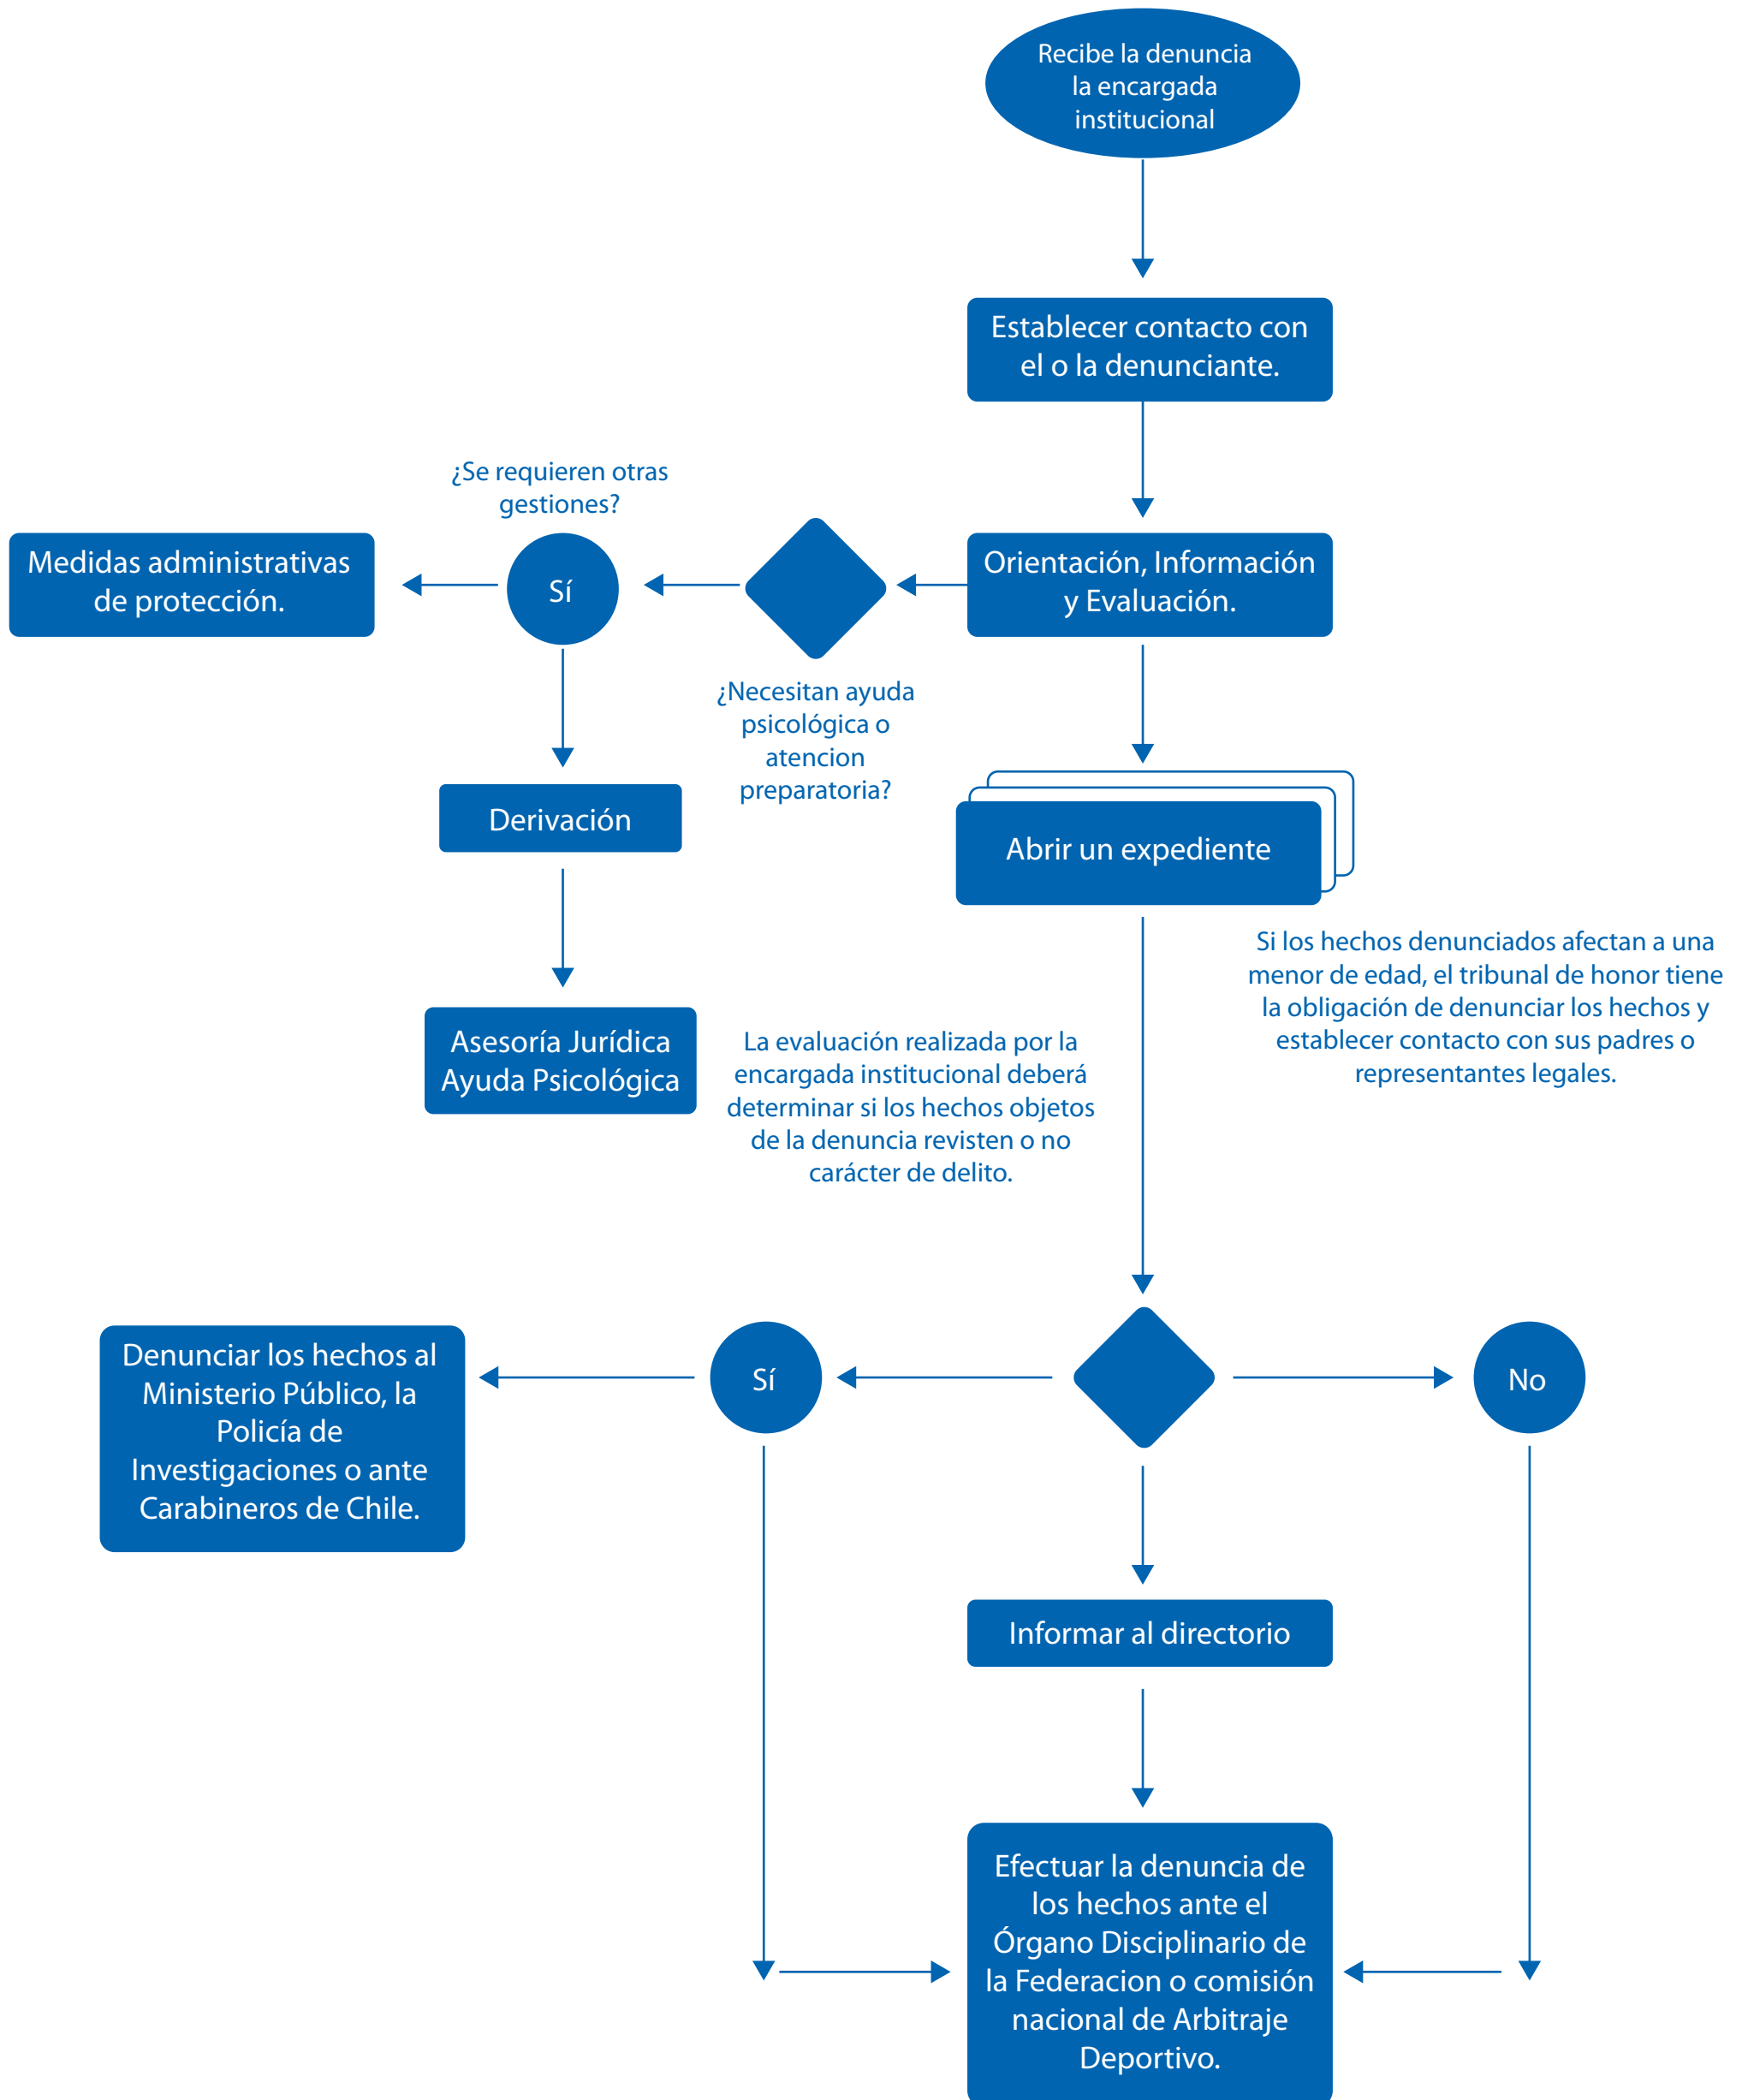 Recibe la denuncia
la encargada
institucional
Establecer contacto con
el o la denunciante.
¿Se requieren otras
gestiones?
Medidas administrativas
de protección.
Sí
Orientación, Información
y Evaluación.
¿Necesitan ayuda
psicológica o
atencion
preparatoria?
Derivación
Abrir un expediente
Si los hechos denunciados afectan a una
menor de edad, el tribunal de honor tiene
la obligación de denunciar los hechos y
establecer contacto con sus padres o
representantes legales.
Asesoría Jurídica
Ayuda Psicológica
La evaluación realizada por la
encargada institucional deberá
determinar si los hechos objetos
de la denuncia revisten o no
carácter de delito.
Denunciar los hechos al
Ministerio Público, la
Policía de
Investigaciones o ante
Carabineros de Chile.
Sí
No
Informar al directorio
Efectuar la denuncia de
los hechos ante el
Órgano Disciplinario de
la Federacion o comisión
nacional de Arbitraje
Deportivo.